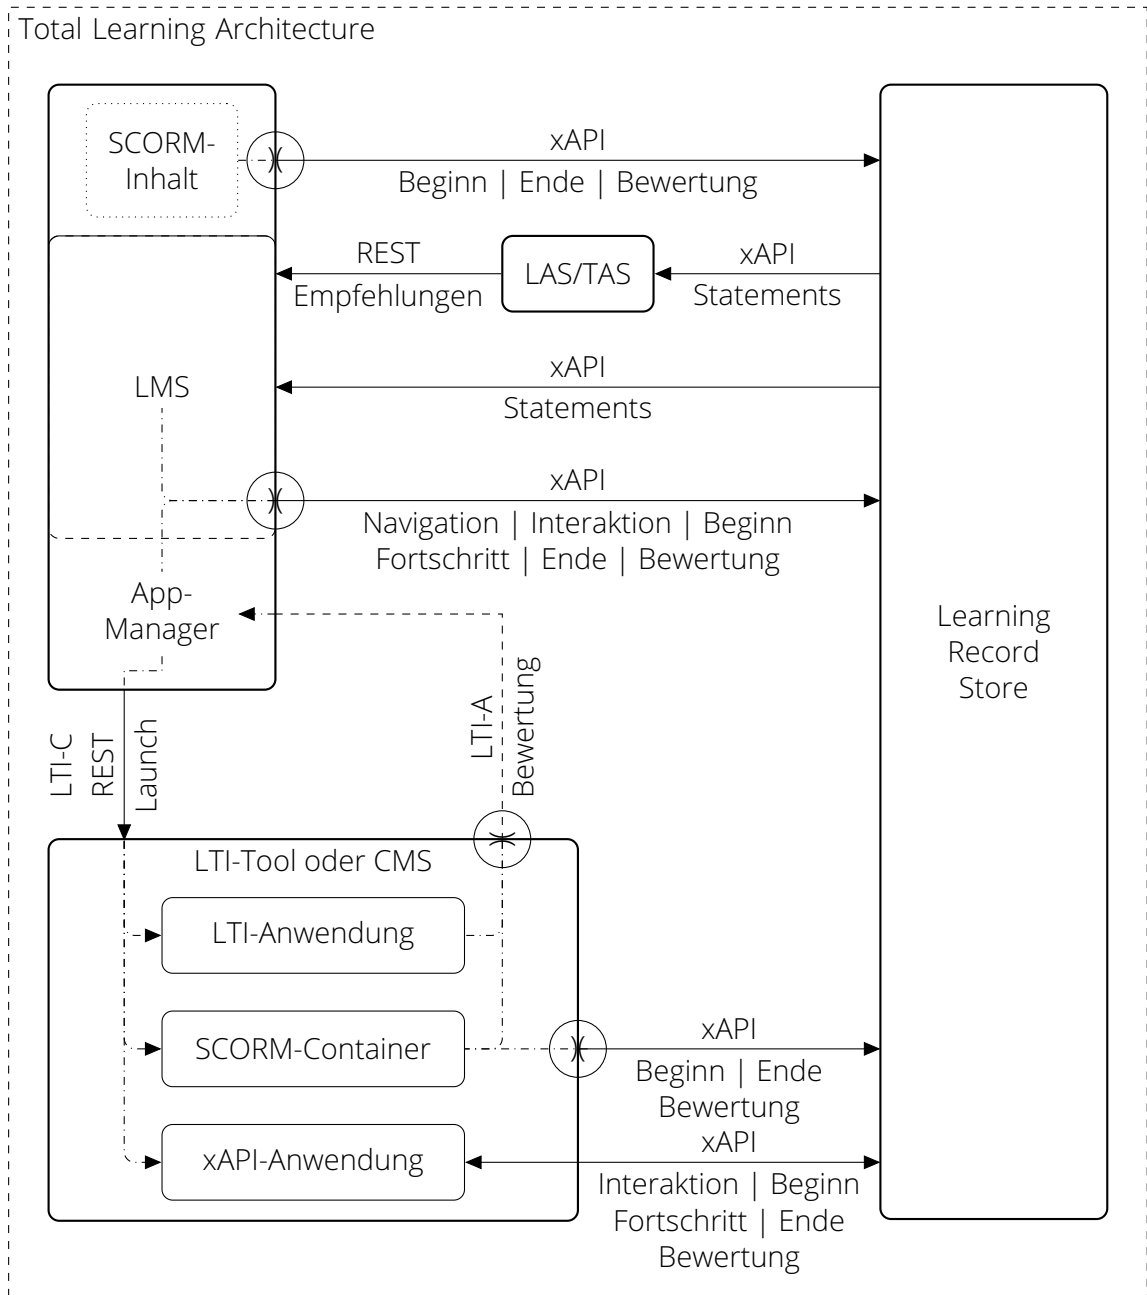 Total Learning Architecture
SCORM-
Inhalt
xAPI
Beginn | Ende | Bewertung
REST
Empfehlungen
LAS/TAS
xAPI
Statements
LMS
xAPI
Statements
xAPI
Navigation | Interaktion | Beginn
Fortschritt | Ende | Bewertung
App-
Manager
Learning
Record
Store
LTI-C
REST
Launch
LTI-A
Bewertung
LTI-Tool oder CMS
LTI-Anwendung
SCORM-Container
xAPI
Beginn | Ende
Bewertung
xAPI-Anwendung
xAPI
Interaktion | Beginn
Fortschritt | Ende
Bewertung